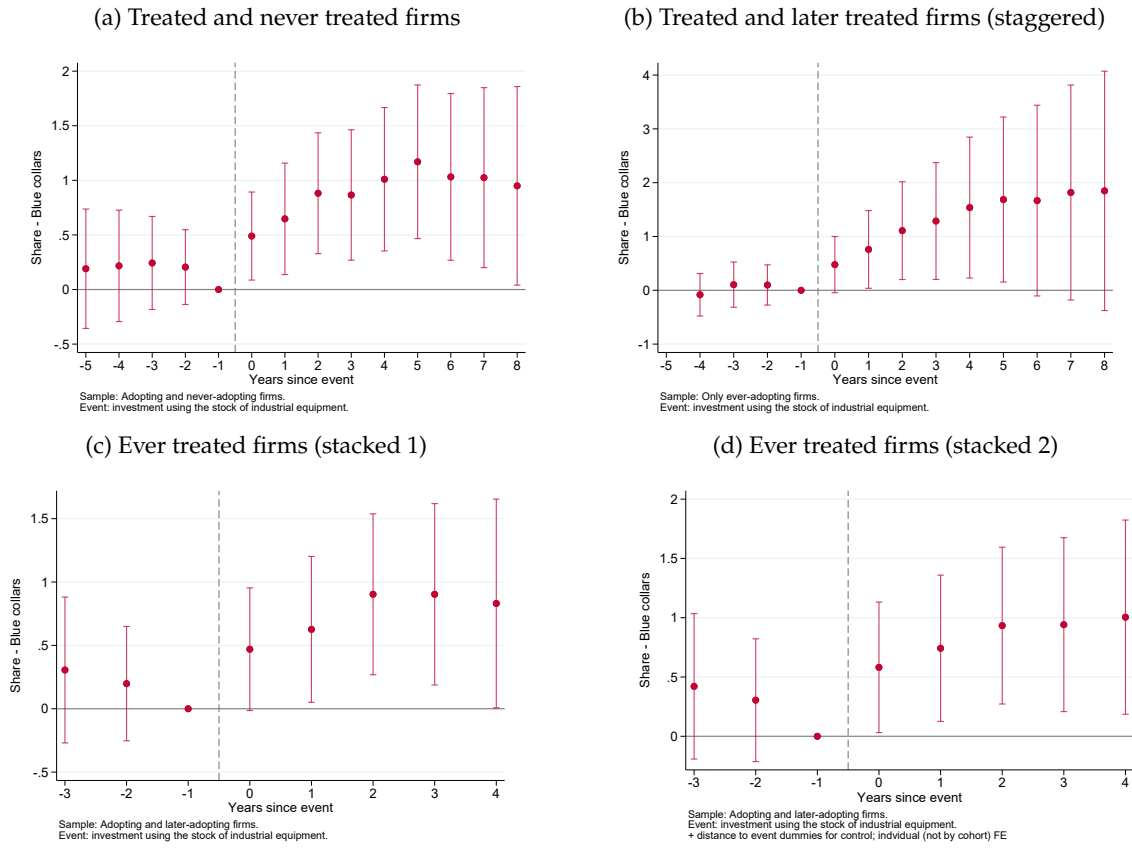 (a) Treated and never treated firms
Share - Blue collars
2
1.5
1
.5
0
-.5
-5 -4 -3 -2 -1 0 1 2 3 4 5 6 7 8
Years since event
Sample: Adopting and never-adopting firms.
Event: investment using the stock of industrial equipment.
(b) Treated and later treated firms (staggered)
Share - Blue collars
4
3
2
1
0
-1
-5 -4 -3 -2 -1 0 1 2 3 4 5 6 7 8
Years since event
Sample: Only ever-adopting firms.
Event: investment using the stock of industrial equipment.
(c) Ever treated firms (stacked 1)
Share - Blue collars
1.5
1
.5
0
-.5
-3 -2 -1 0 1 2 3 4
Years since event
Sample: Adopting and later-adopting firms.
Event: investment using the stock of industrial equipment.
(d) Ever treated firms (stacked 2)
Share - Blue collars
2
1.5
1
.5
0
-3 -2 -1 0 1 2 3 4
Years since event
Sample: Adopting and later-adopting firms.
Event: investment using the stock of industrial equipment.
+ distance to event dummies for control; indvidual (not by cohort) FE